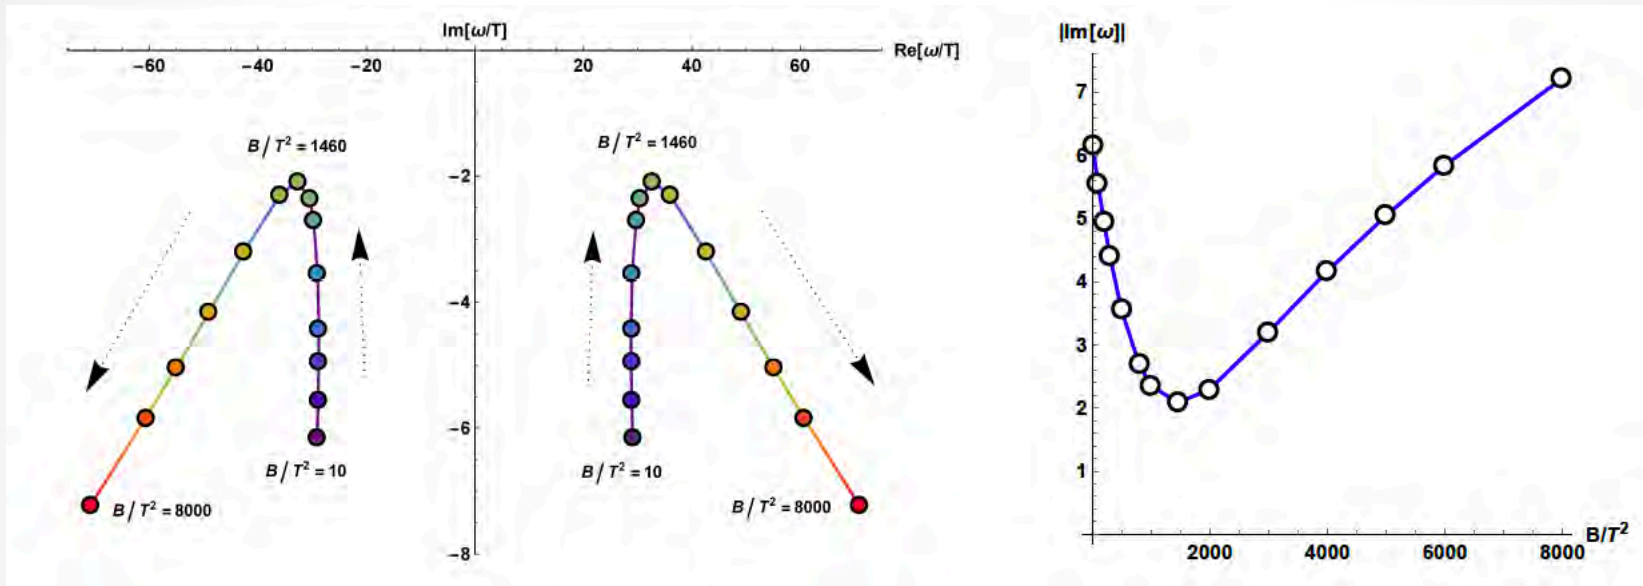 Im[ω/T]
Re[ω/T]
−60
−40
−20
20
40
60
B/T² = 1460
B/T² = 1460
−2
−4
−6
−8
B/T² = 10
B/T² = 10
B/T² = 8000
B/T² = 8000
|Im[ω]|
7
6
5
4
3
2
1
2000
4000
6000
8000
B/T²